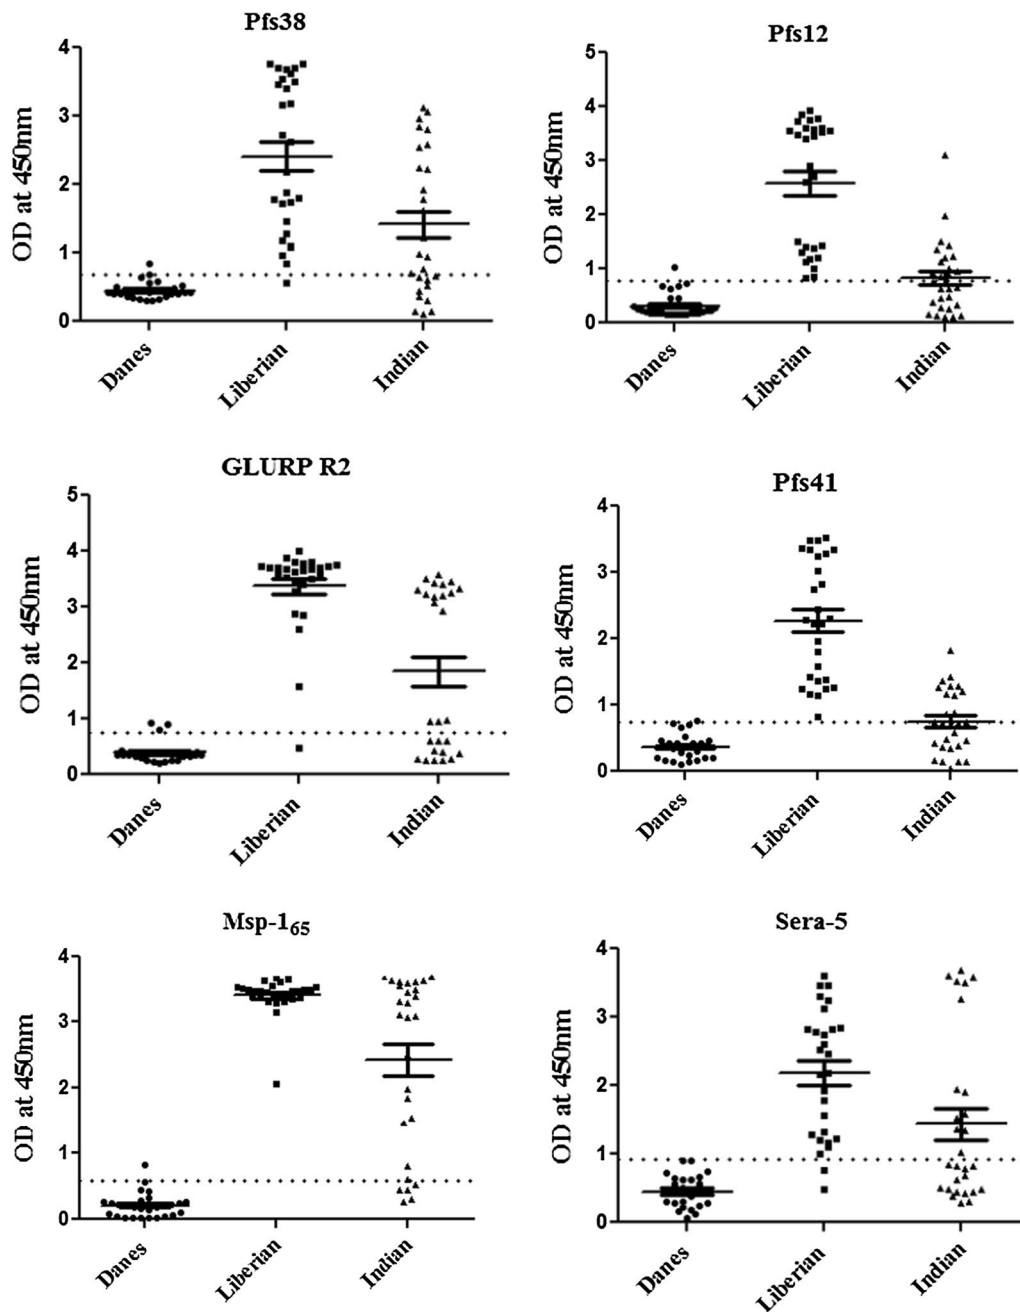 Pfs38
OD at 450nm
4
3
2
1
0
Danes
Liberian
Indian
Pfs12
OD at 450nm
5
4
3
2
1
0
Danes
Liberian
Indian
GLURP R2
OD at 450nm
5
4
3
2
1
0
Danes
Liberian
Indian
Pfs41
OD at 450nm
4
3
2
1
0
Danes
Liberian
Indian
Msp-1₆₅
OD at 450nm
4
3
2
1
0
Danes
Liberian
Indian
Sera-5
OD at 450nm
4
3
2
1
0
Danes
Liberian
Indian